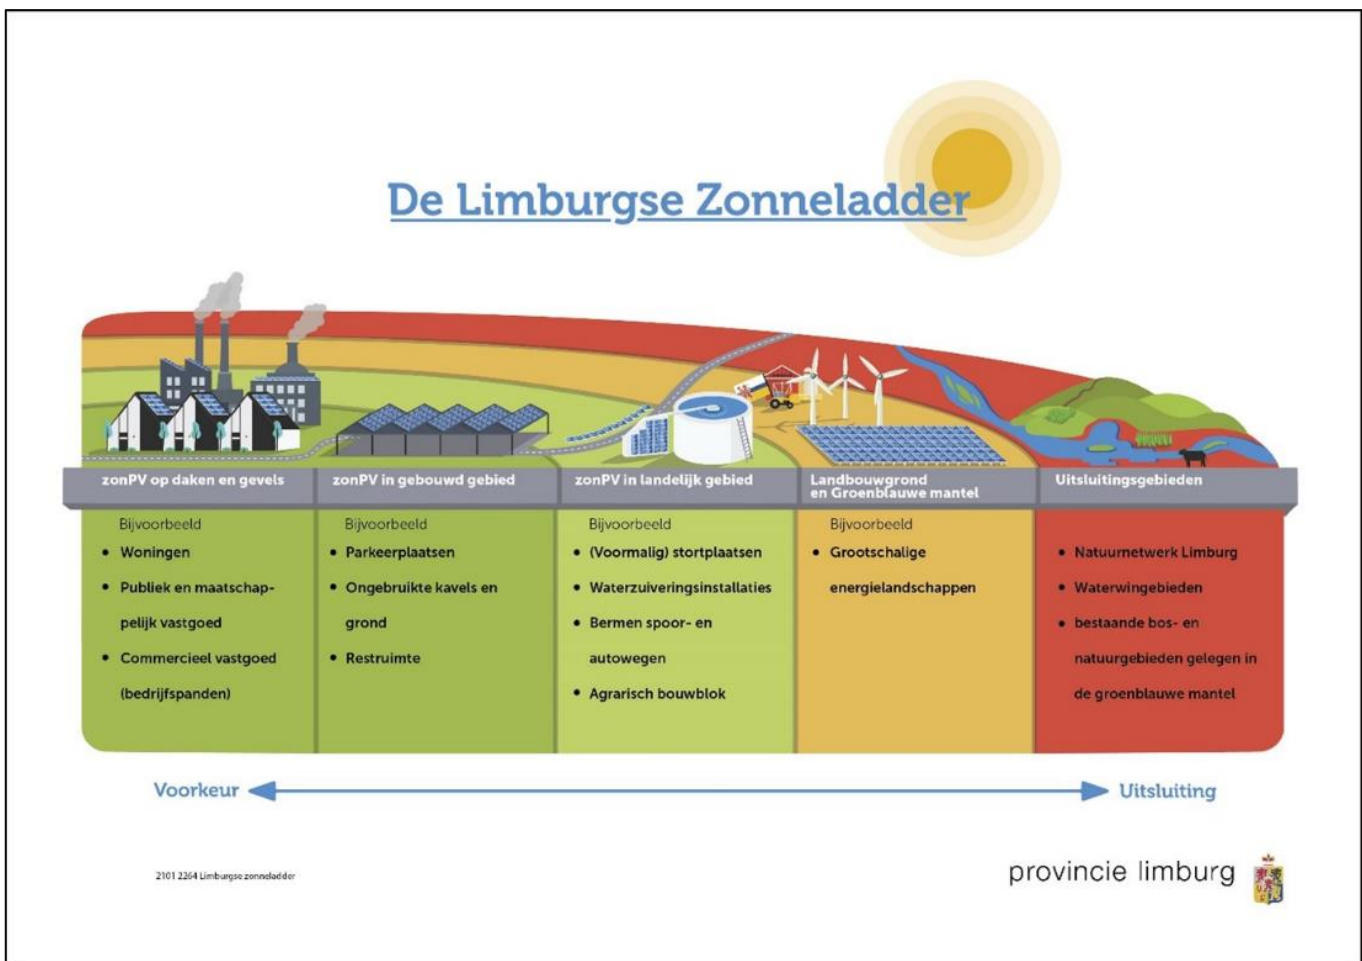 De Limburgse Zonneladder
zonPV op daken en gevels
Bijvoorbeeld
• Woningen
• Publiek en maatschap-
pelijk vastgoed
• Commercieel vastgoed
(bedrijfspanden)
zonPV in gebouwd gebied
Bijvoorbeeld
• Parkeerplaatsen
• Ongebruikte kavels en
grond
• Restruimte
zonPV in landelijk gebied
Bijvoorbeeld
• (Voormalig) stortplaatsen
• Waterzuiveringsinstallaties
• Bermen spoor- en
autowegen
• Agrarisch bouwblok
Landbouwgrond
en Groenblauwe mantel
Bijvoorbeeld
• Grootschalige
energielandschappen
Uitsluitingsgebieden
• Natuurnetwerk Limburg
• Waterwingebieden
• bestaande bos- en
natuurgebieden gelegen in
de groenblauwe mantel
Voorkeur
Uitsluiting
2101 2264 Limburgse zonneladder
provincie limburg